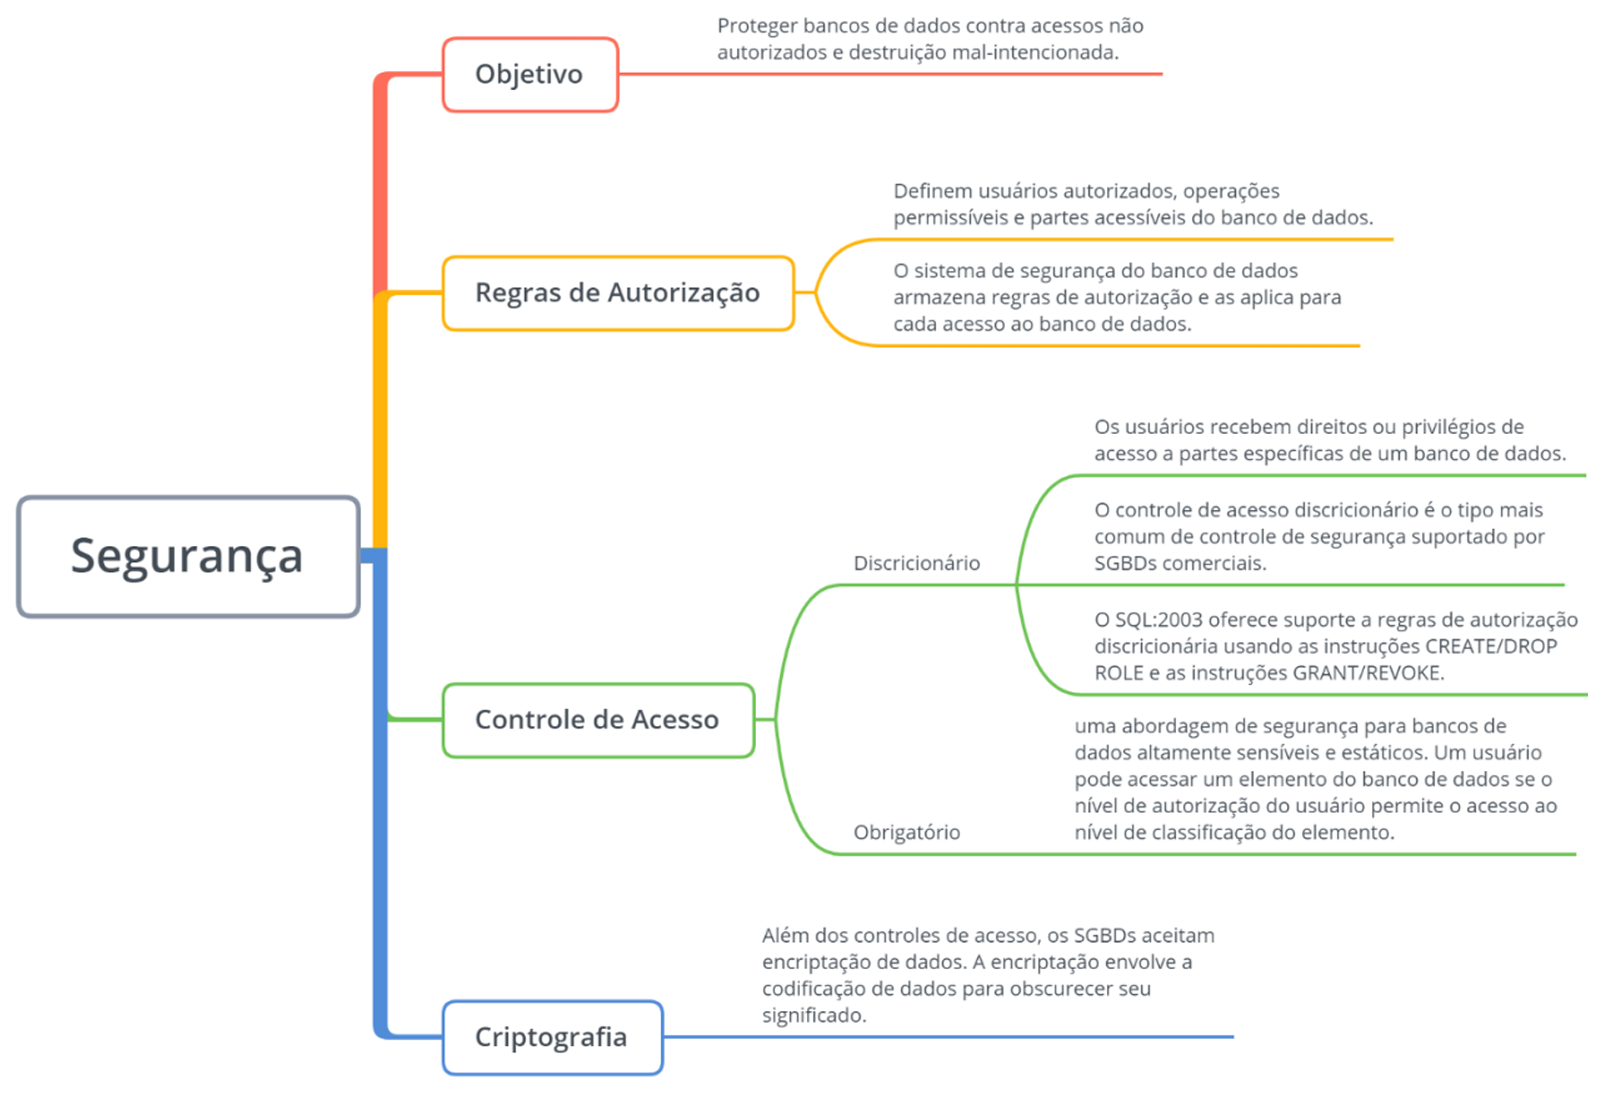 Segurança
Objetivo
Proteger bancos de dados contra acessos não
autorizados e destruição mal-intencionada.
Regras de Autorização
Definem usuários autorizados, operações
permissíveis e partes acessíveis do banco de dados.
O sistema de segurança do banco de dados
armazena regras de autorização e as aplica para
cada acesso ao banco de dados.
Controle de Acesso
Discricionário
Os usuários recebem direitos ou privilégios de
acesso a partes específicas de um banco de dados.
O controle de acesso discricionário é o tipo mais
comum de controle de segurança suportado por
SGBDs comerciais.
O SQL:2003 oferece suporte a regras de autorização
discricionária usando as instruções CREATE/DROP
ROLE e as instruções GRANT/REVOKE.
Obrigatório
uma abordagem de segurança para bancos de
dados altamente sensíveis e estáticos. Um usuário
pode acessar um elemento do banco de dados se o
nível de autorização do usuário permite o acesso ao
nível de classificação do elemento.
Criptografia
Além dos controles de acesso, os SGBDs aceitam
encriptação de dados. A encriptação envolve a
codificação de dados para obscurecer seu
significado.